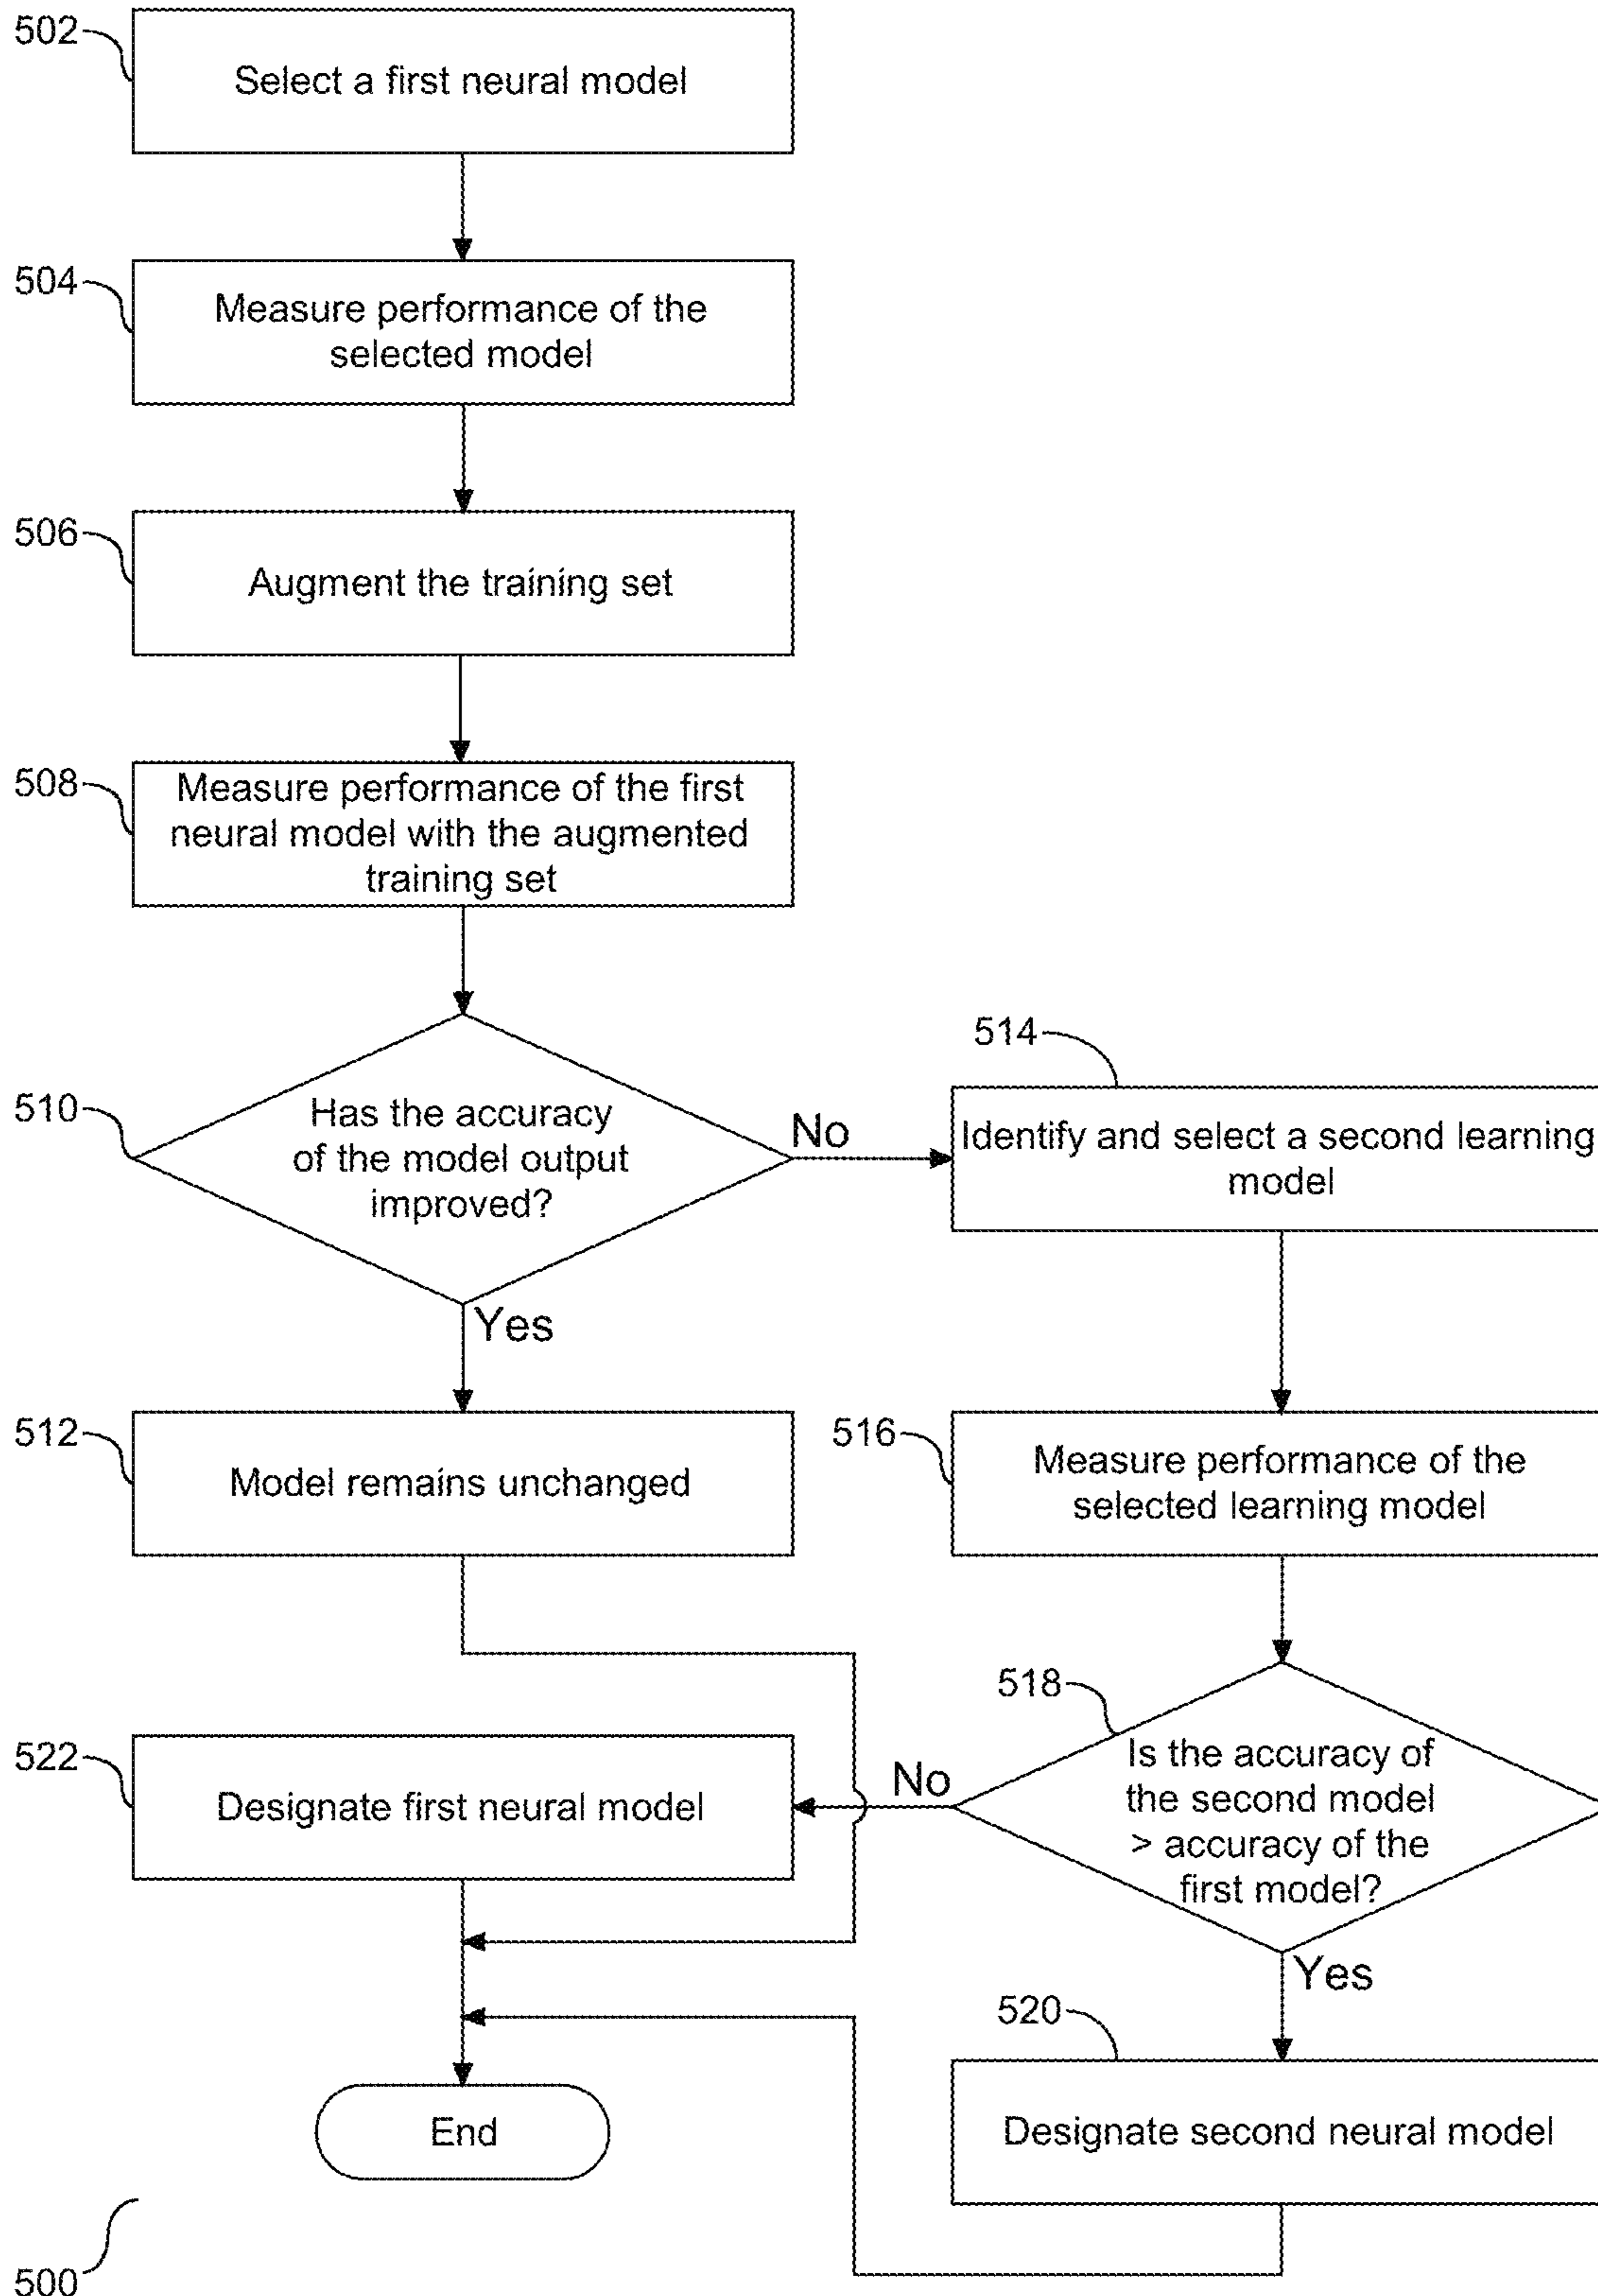 502
Select a first neural model
504
Measure performance of the
selected model
506
Augment the training set
508
Measure performance of the first
neural model with the augmented
training set
510
Has the accuracy
of the model output
improved?
No
514
Identify and select a second learning
model
Yes
512
Model remains unchanged
516
Measure performance of the
selected learning model
518
Is the accuracy of
the second model
> accuracy of the
first model?
No
522
Designate first neural model
Yes
520
Designate second neural model
End
500